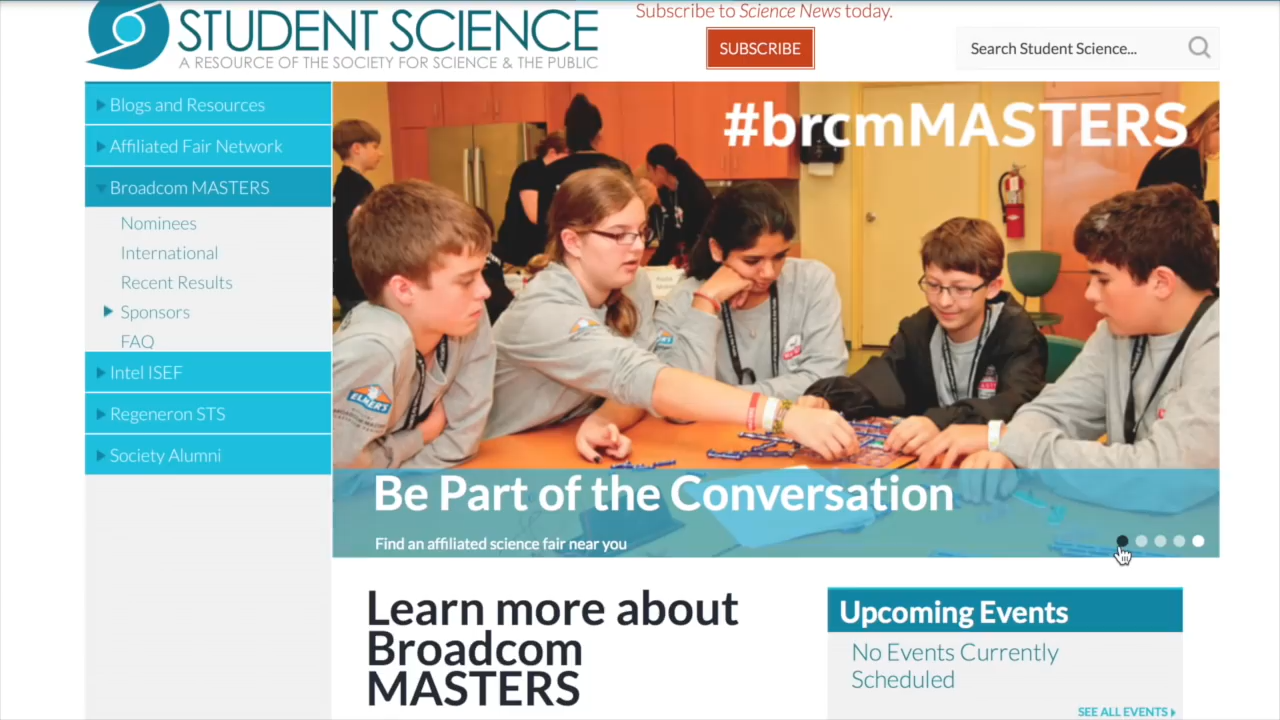 Subscribe to Science News today.
STUDENT SCIENCE
A RESOURCE OF THE SOCIETY FOR SCIENCE & THE PUBLIC
SUBSCRIBE
Search Student Science...
Blogs and Resources
Affiliated Fair Network
Broadcom MASTERS
Nominees
International
Recent Results
Sponsors
FAQ
Intel ISEF
Regeneron STS
Society Alumni
#brcmMASTERS
ELMER'S
Be Part of the Conversation
Find an affiliated science fair near you
Learn more about
Broadcom
MASTERS
Upcoming Events
No Events Currently
Scheduled
SEE ALL EVENTS